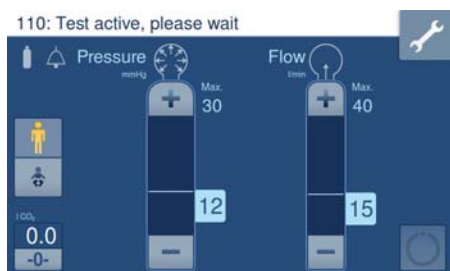 110: Test active, please wait
Pressure
mmHg
Flow
l/min
Max.
30
Max.
40
12
15
Σ CO₂
0.0
-0-